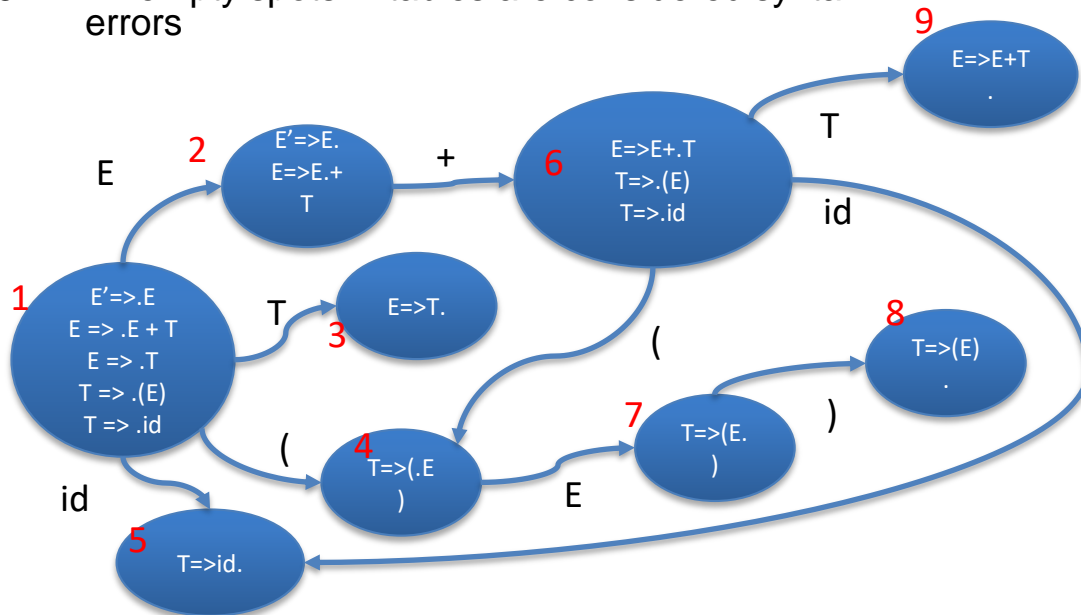 errors
9
E=>E+T
.
T
2
E'=>E.
E=>E.+
T
E
+
6
E=>E+.T
T=>.(E)
T=>.id
id
1
E'=>.E
E => .E + T
E => .T
T => .(E)
T => .id
T
3
E=>T.
(
8
T=>(E)
.
7
T=>(E.
)
)
(
4
T=>(.E
)
E
id
5
T=>id.